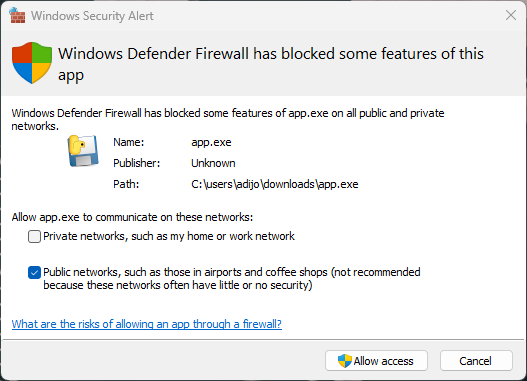 Windows Security Alert
Windows Defender Firewall has blocked some features of this
app
Windows Defender Firewall has blocked some features of app.exe on all public and private
networks.
Name: app.exe
Publisher: Unknown
Path: C:\users\adijo\downloads\app.exe
Allow app.exe to communicate on these networks:
Private networks, such as my home or work network
Public networks, such as those in airports and coffee shops (not recommended
because these networks often have little or no security)
What are the risks of allowing an app through a firewall?
Allow access Cancel